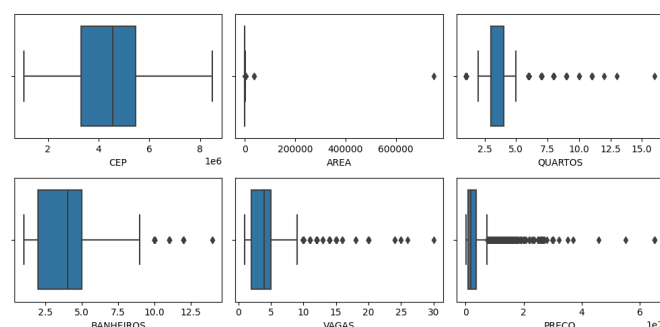 2 4 6 8
1e6
CEP
0 200000 400000 600000
AREA
2.5 5.0 7.5 10.0 12.5 15.0
QUARTOS
2.5 5.0 7.5 10.0 12.5
BANHEIROS
0 5 10 15 20 25 30
VAGAS
0 2 4 6
PREÇO